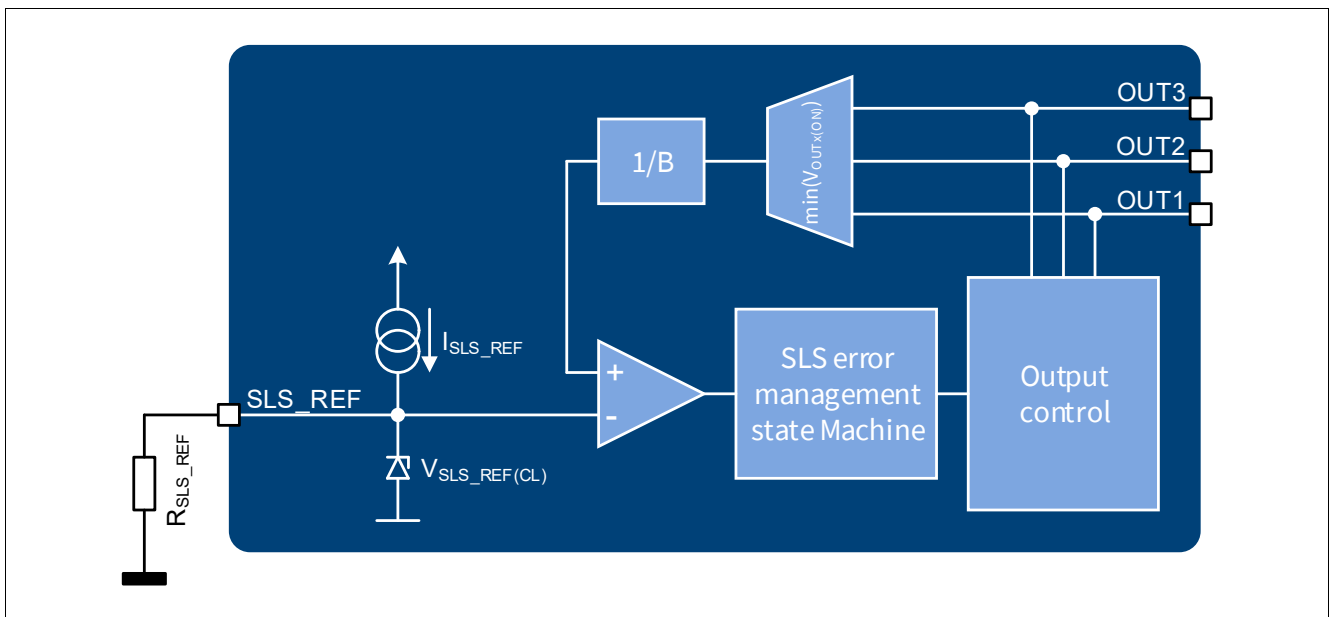 OUT3
OUT2
OUT1
min(VOUTx(ON))
1/B
ISLS_REF
SLS_REF
+
-
SLS error
management
state Machine
Output
control
RSLS_REF
VSLS_REF(CL)